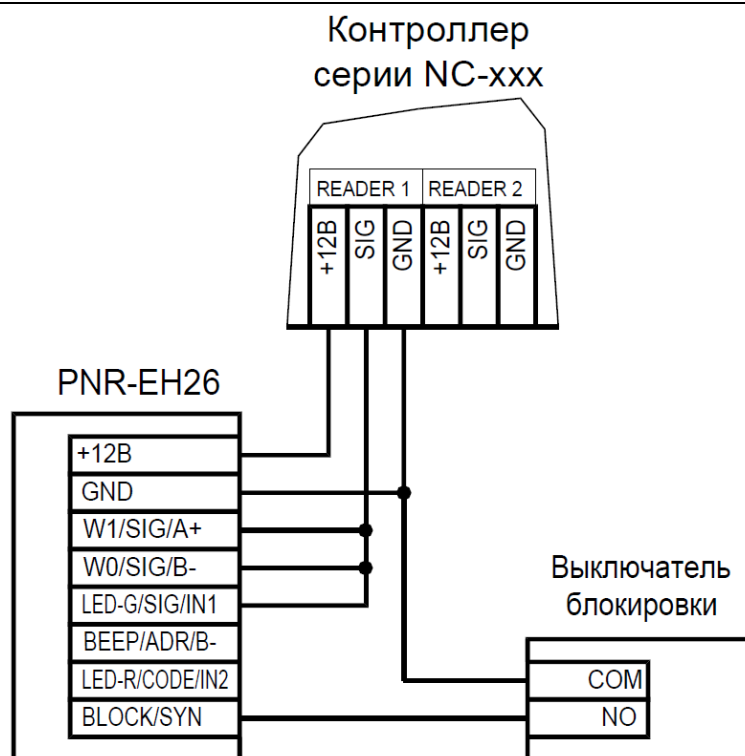 Контроллер
серии NC-xxx
READER 1 READER 2
+12В SIG GND +12В SIG GND
PNR-EH26
+12В
GND
W1/SIG/A+
W0/SIG/B-
LED-G/SIG/IN1
BEEP/ADR/B-
LED-R/CODE/IN2
BLOCK/SYN
Выключатель
блокировки
COM
NO